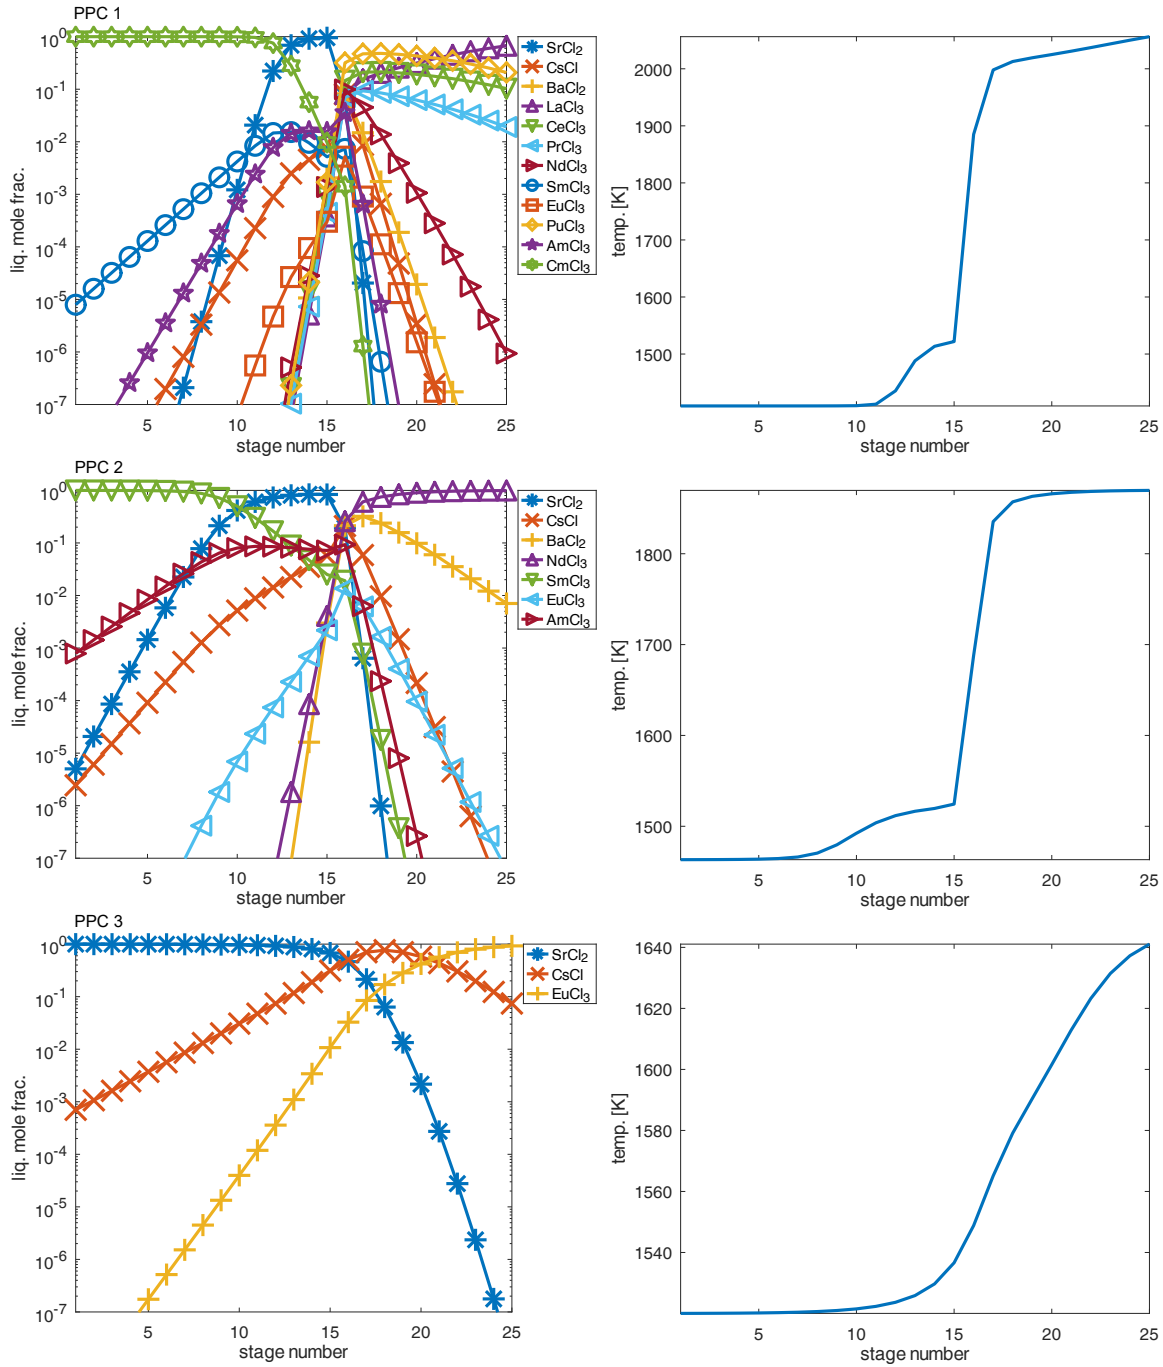 PPC 1
10^0
10^-1
10^-2
10^-3
10^-4
10^-5
10^-6
10^-7
liq. mole frac.
5 10 15 20 25
stage number
SrCl2
CsCl
BaCl2
LaCl3
CeCl3
PrCl3
NdCl3
SmCl3
EuCl3
PuCl3
AmCl3
CmCl3
2000
1900
1800
1700
1600
1500
temp. [K]
5 10 15 20 25
stage number
PPC 2
10^0
10^-1
10^-2
10^-3
10^-4
10^-5
10^-6
10^-7
liq. mole frac.
5 10 15 20 25
stage number
SrCl2
CsCl
BaCl2
NdCl3
SmCl3
EuCl3
AmCl3
1800
1700
1600
1500
temp. [K]
5 10 15 20 25
stage number
PPC 3
10^0
10^-1
10^-2
10^-3
10^-4
10^-5
10^-6
10^-7
liq. mole frac.
5 10 15 20 25
stage number
SrCl2
CsCl
EuCl3
1640
1620
1600
1580
1560
1540
temp. [K]
5 10 15 20 25
stage number